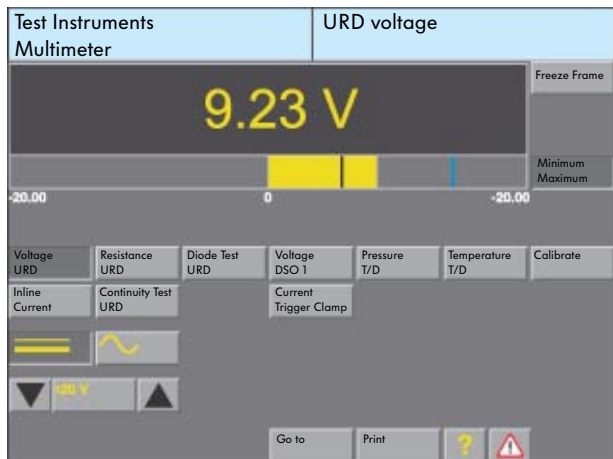 Test Instruments
Multimeter
URD voltage
Freeze Frame
9.23 V
Minimum
Maximum
-20.00 0 -20.00
Voltage
URD
Resistance
URD
Diode Test
URD
Voltage
DSO 1
Pressure
T/D
Temperature
T/D
Calibrate
Inline
Current
Continuity Test
URD
Current
Trigger Clamp
Go to
Print
?